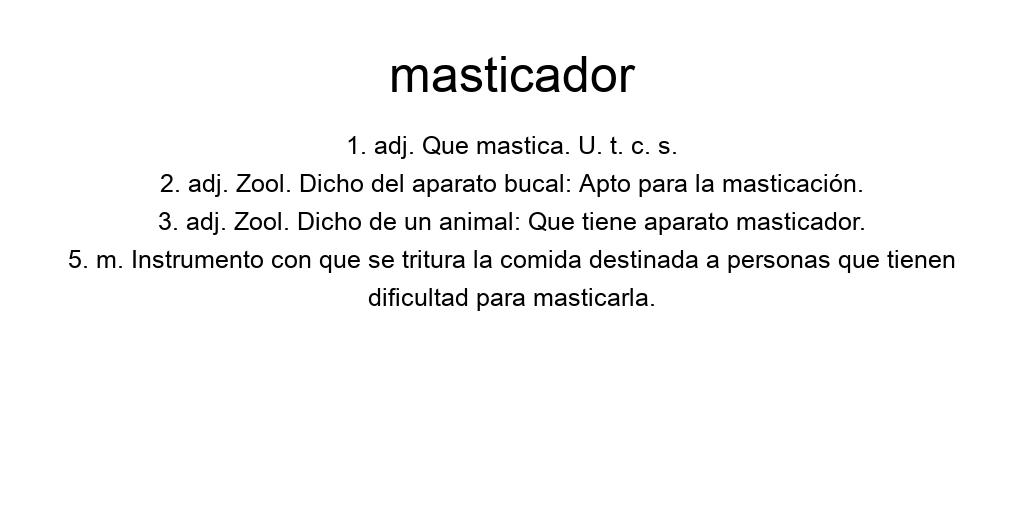 masticador
1. adj. Que mastica. U. t. c. s.
2. adj. Zool. Dicho del aparato bucal: Apto para la masticación.
3. adj. Zool. Dicho de un animal: Que tiene aparato masticador.
5. m. Instrumento con que se tritura la comida destinada a personas que tienen
dificultad para masticarla.